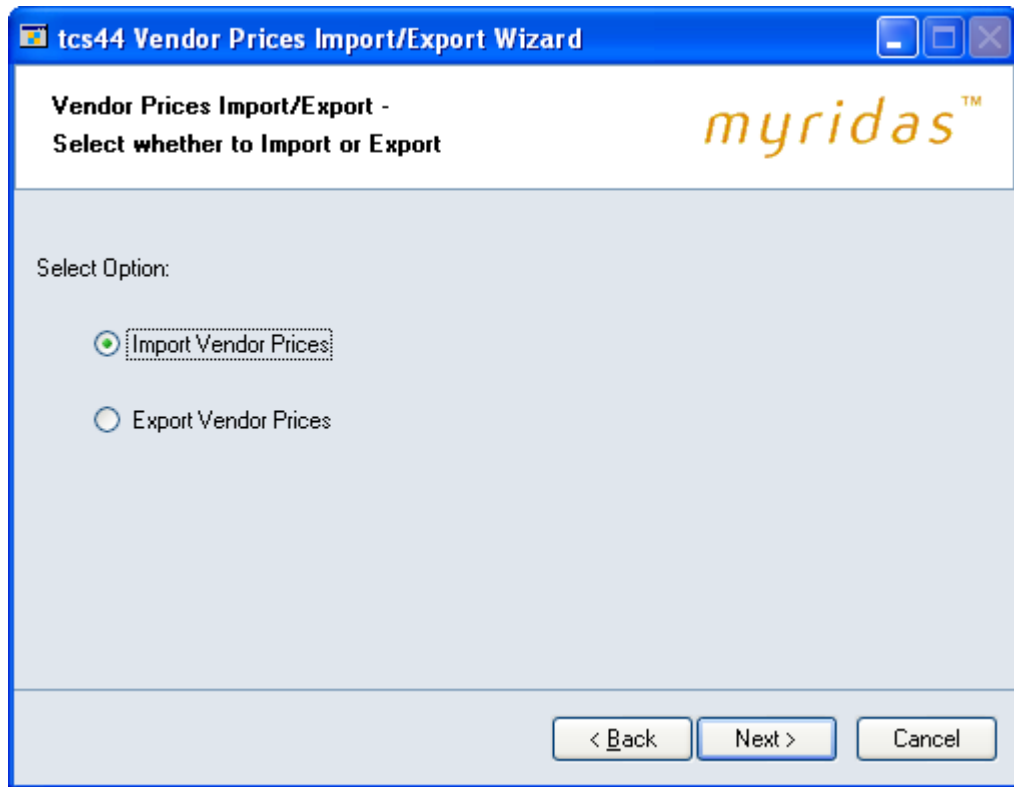 tcs44 Vendor Prices Import/Export Wizard
Vendor Prices Import/Export -
Select whether to Import or Export
myridas™
Select Option:
Import Vendor Prices
Export Vendor Prices
< Back Next > Cancel